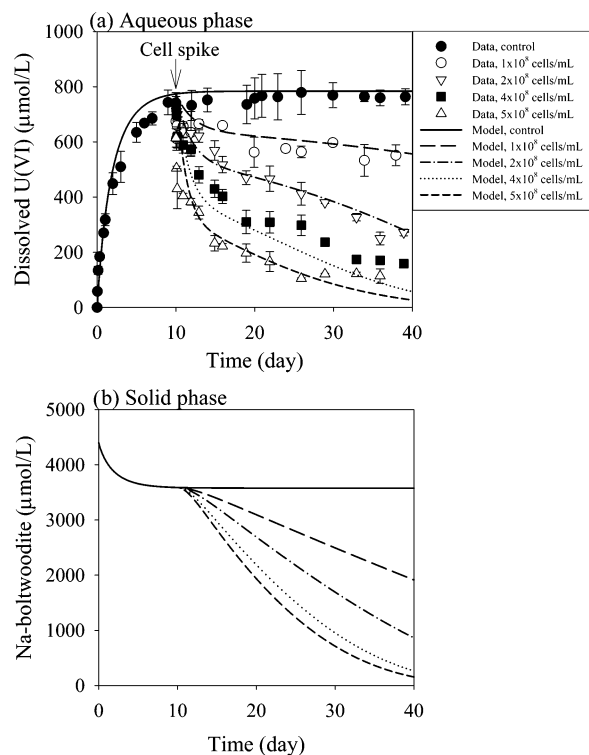 (a) Aqueous phase
Cell spike
Dissolved U(VI) (μmol/L)
1000
800
600
400
200
0
0 10 20 30 40
Time (day)
Data, control
Data, 1x10⁸ cells/mL
Data, 2x10⁸ cells/mL
Data, 4x10⁸ cells/mL
Data, 5x10⁸ cells/mL
Model, control
Model, 1x10⁸ cells/mL
Model, 2x10⁸ cells/mL
Model, 4x10⁸ cells/mL
Model, 5x10⁸ cells/mL
(b) Solid phase
Na-boltwoodite (μmol/L)
5000
4000
3000
2000
1000
0
0 10 20 30 40
Time (day)